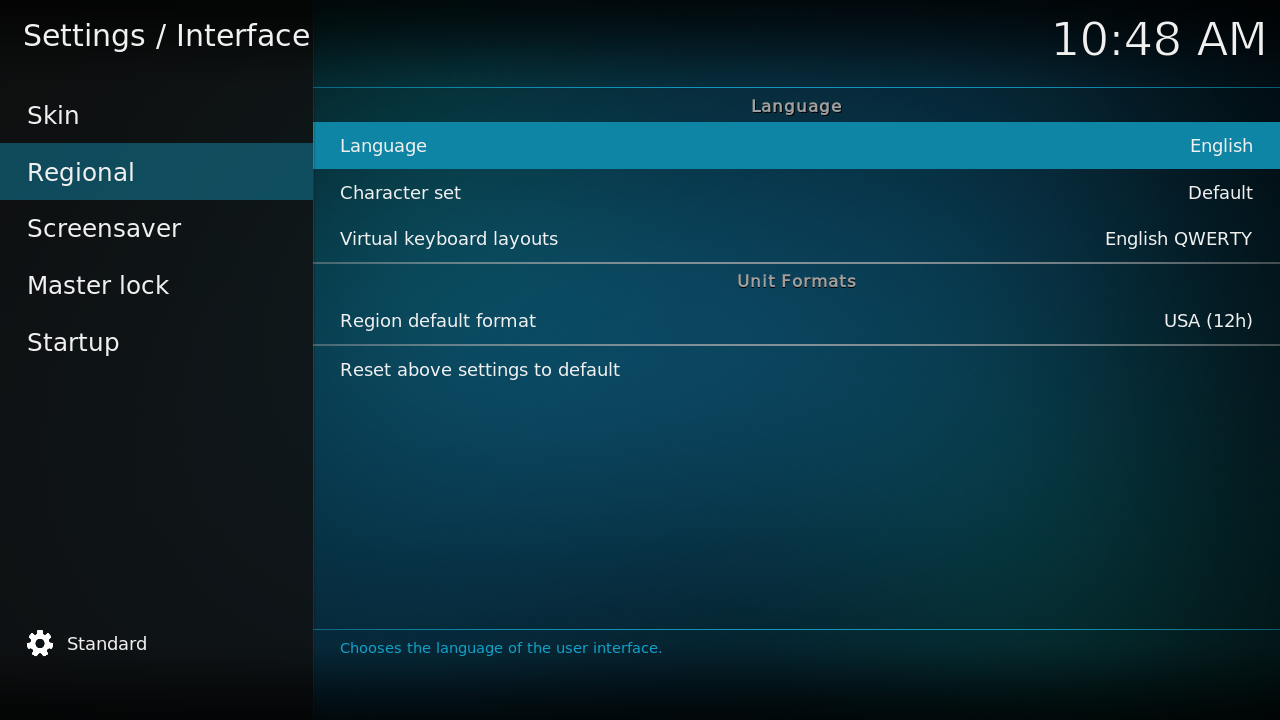 Settings / Interface
10:48 AM
Skin
Regional
Screensaver
Master lock
Startup
Standard
Language
Language English
Character set Default
Virtual keyboard layouts English QWERTY
Unit Formats
Region default format USA (12h)
Reset above settings to default
Chooses the language of the user interface.